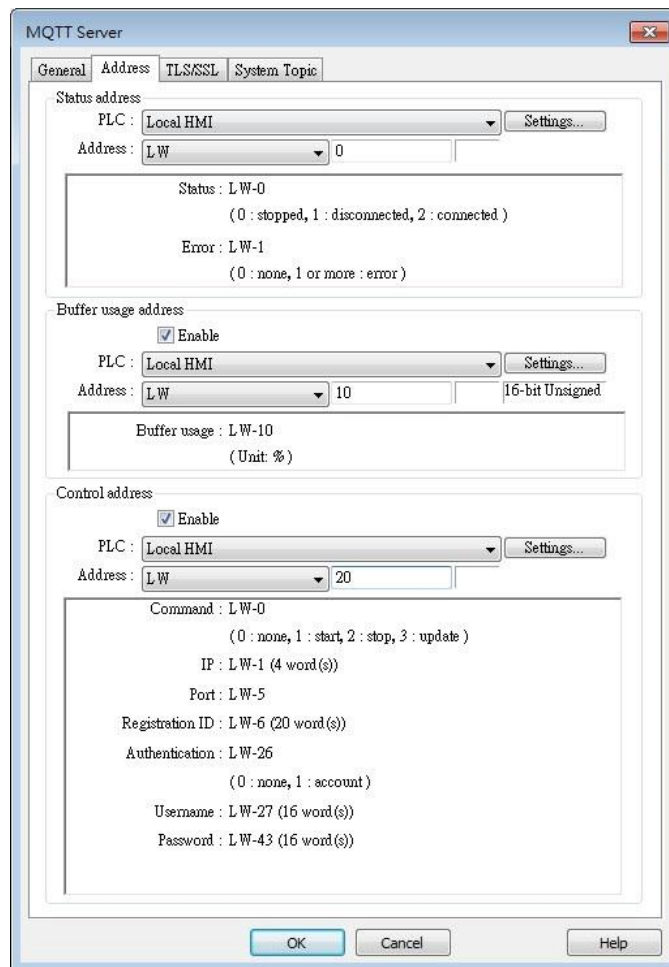 MQTT Server
General Address TLS/SSL System Topic
Status address
PLC : Local HMI Settings...
Address : LW 0
Status : LW-0
( 0 : stopped, 1 : disconnected, 2 : connected )
Error : LW-1
( 0 : none, 1 or more : error )
Buffer usage address
Enable
PLC : Local HMI Settings...
Address : LW 10 16-bit Unsigned
Buffer usage : LW-10
( Unit: % )
Control address
Enable
PLC : Local HMI Settings...
Address : LW 20
Command : LW-0
( 0 : none, 1 : start, 2 : stop, 3 : update )
IP : LW-1 (4 word(s))
Port : LW-5
Registration ID : LW-6 (20 word(s))
Authentication : LW-26
( 0 : none, 1 : account )
Username : LW-27 (16 word(s))
Password : LW-43 (16 word(s))
OK Cancel Help